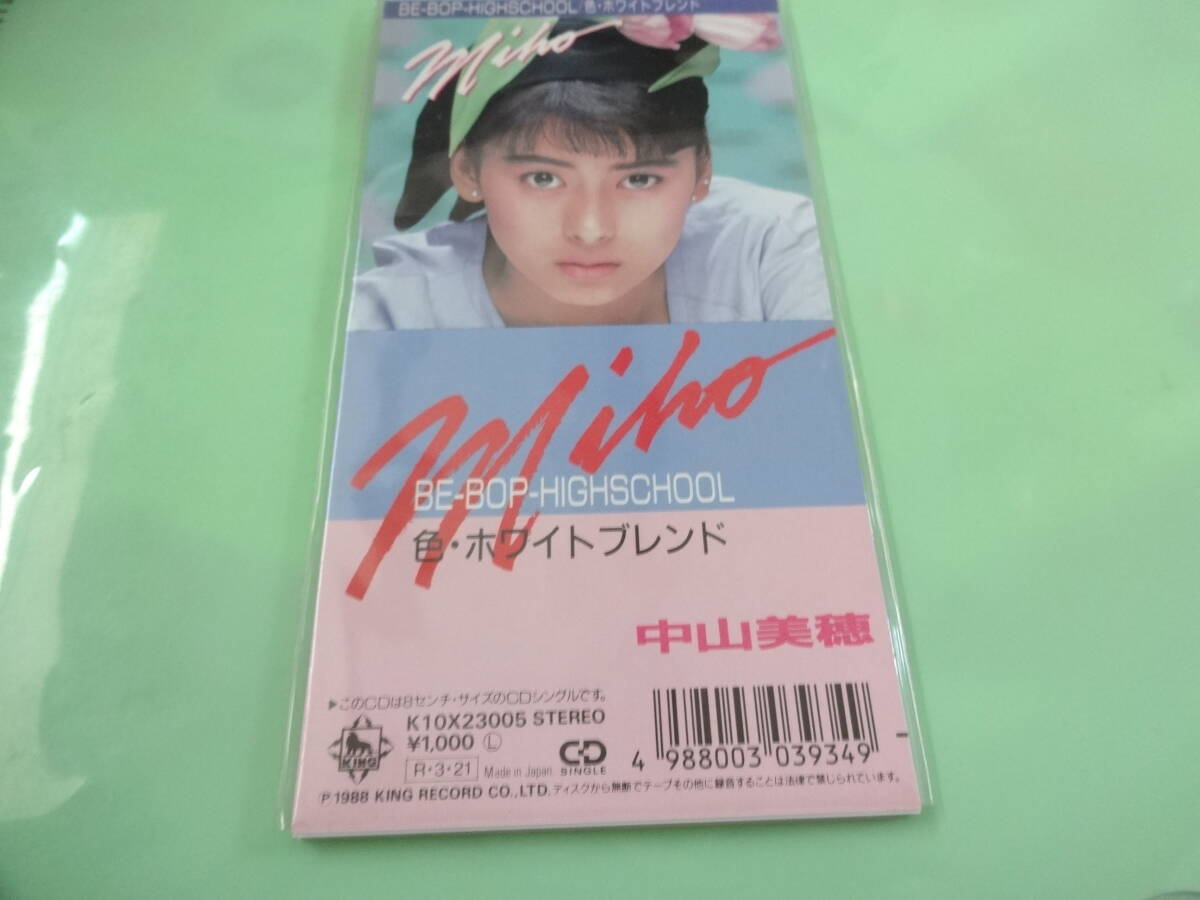 BE-BOP-HIGHSCHOOL/色・ホワイトブレンド
Miho
Miho
BE-BOP-HIGHSCHOOL
色・ホワイトブレンド
中山美穂
▶このCDは8センチ・サイズのCDシングルです。
KING
K10X23005 STEREO
¥1,000 Ⓛ
R・3・21 Made in Japan.
CD SINGLE
4 988003 039349
Ⓟ1988 KING RECORD CO.,LTD. ディスクから無断でテープその他に録音することは法律で禁じられています。